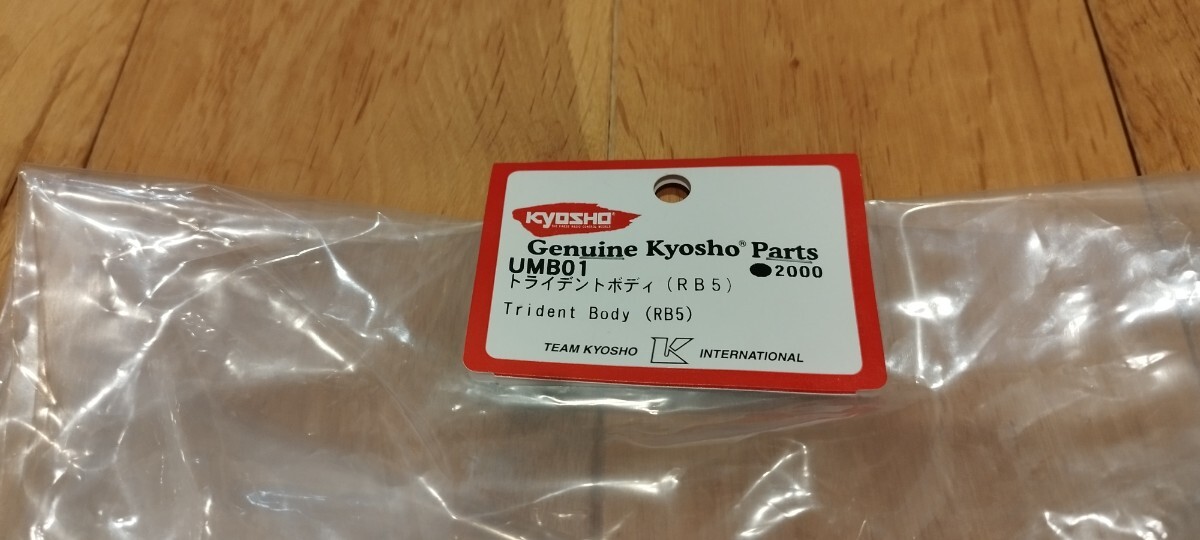 KYOSHO
Genuine Kyosho® Parts
UMB01 ●2000
トライデントボディ(RB5)
Trident Body (RB5)
TEAM KYOSHO K INTERNATIONAL